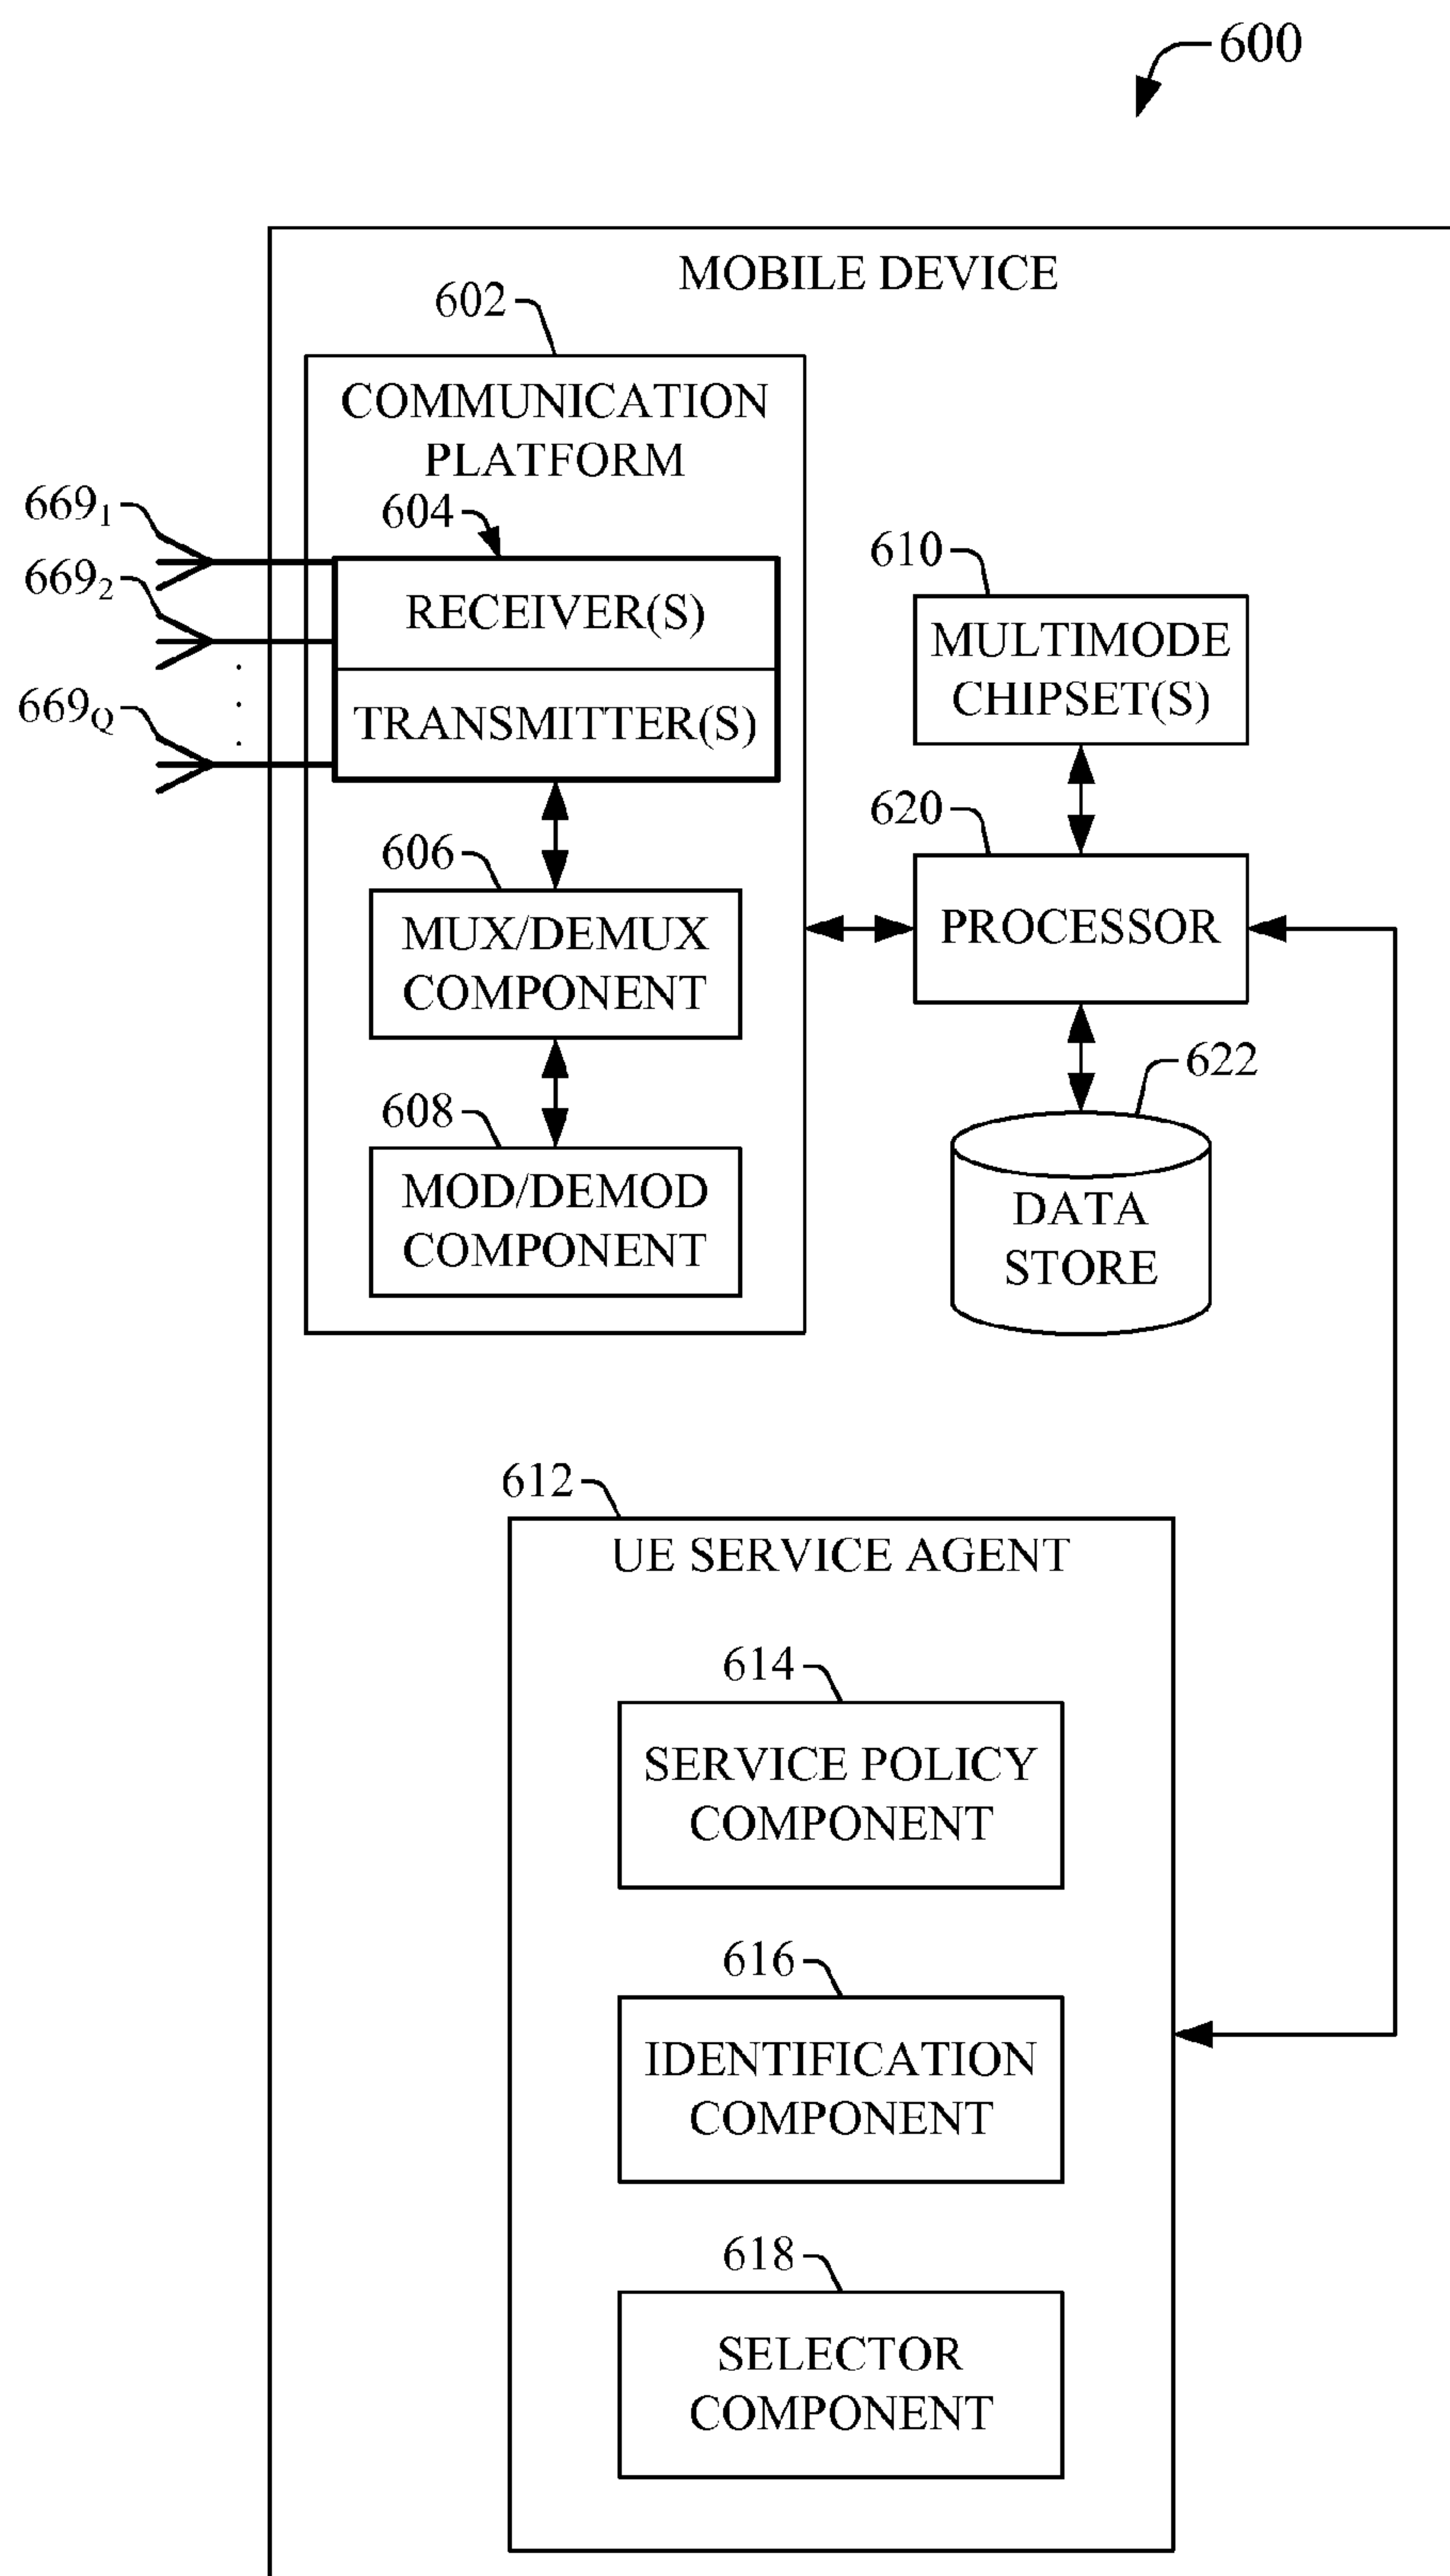 600
MOBILE DEVICE
602
COMMUNICATION
PLATFORM
604
669₁
669₂
669Q
RECEIVER(S)
TRANSMITTER(S)
606
MUX/DEMUX
COMPONENT
608
MOD/DEMOD
COMPONENT
610
MULTIMODE
CHIPSET(S)
620
PROCESSOR
622
DATA
STORE
612
UE SERVICE AGENT
614
SERVICE POLICY
COMPONENT
616
IDENTIFICATION
COMPONENT
618
SELECTOR
COMPONENT